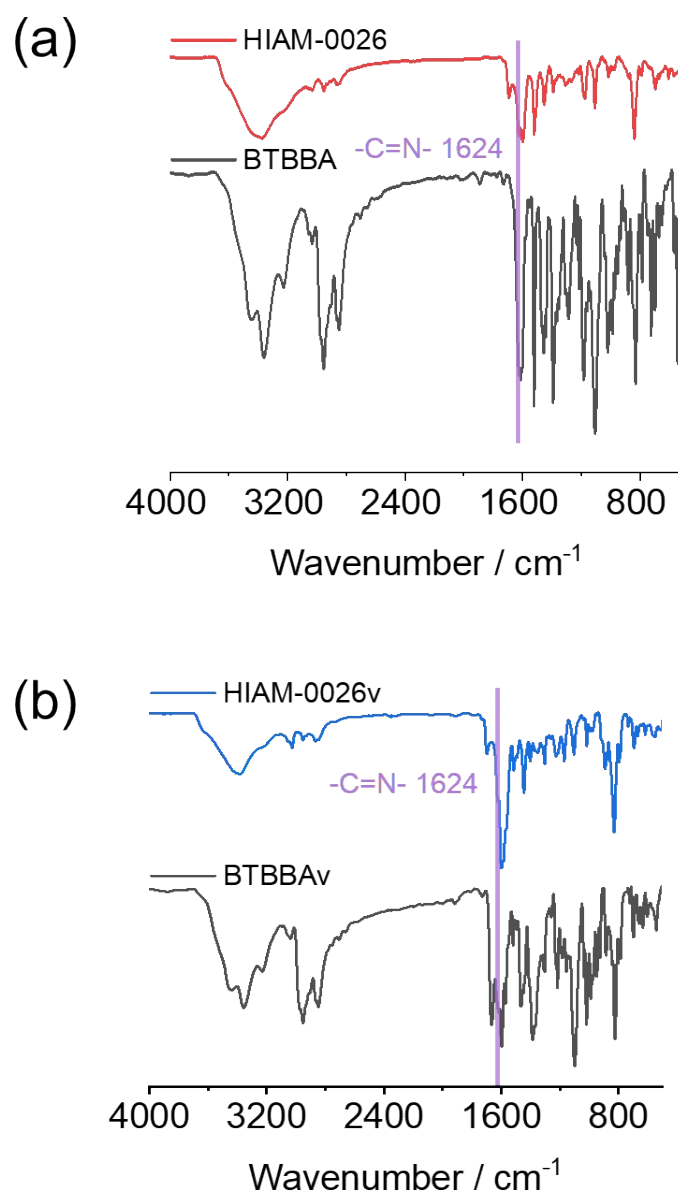 (a)
HIAM-0026
-C=N- 1624
BTBBA
4000 3200 2400 1600 800
Wavenumber / cm⁻¹
(b)
HIAM-0026v
-C=N- 1624
BTBBAv
4000 3200 2400 1600 800
Wavenumber / cm⁻¹